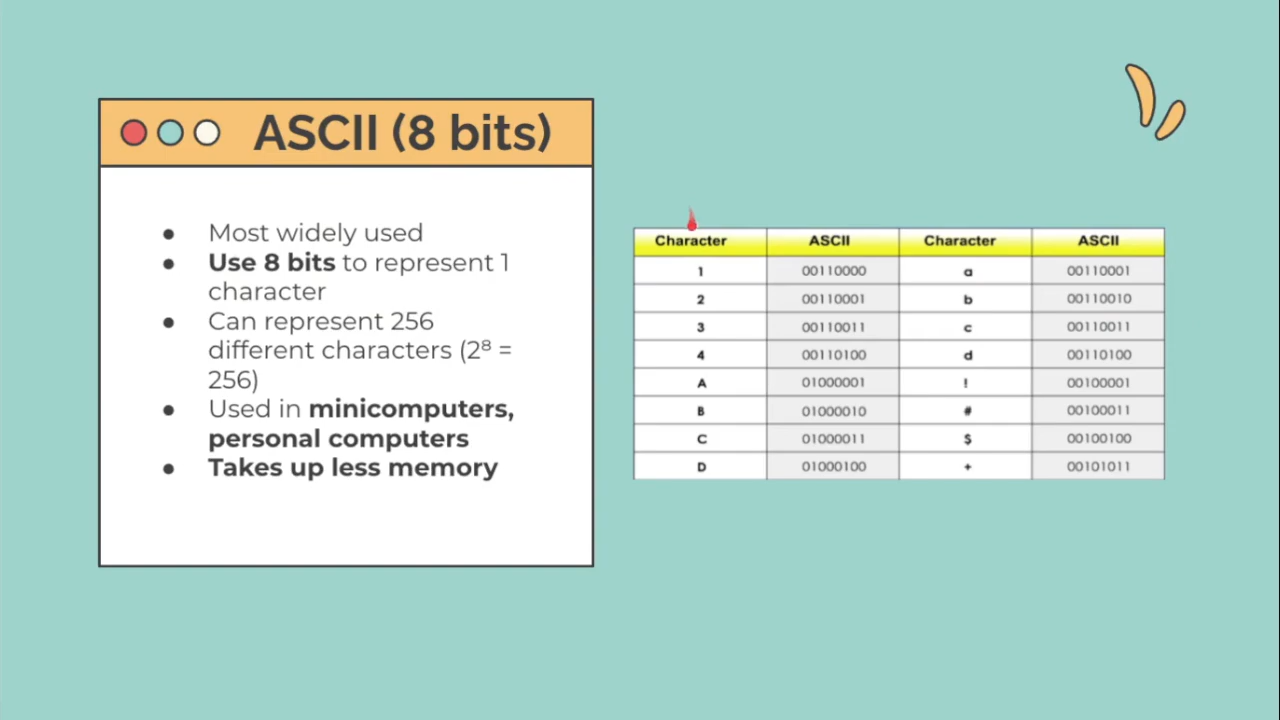 ASCII (8 bits)
● Most widely used
● Use 8 bits to represent 1
character
● Can represent 256
different characters (2⁸ =
256)
● Used in minicomputers,
personal computers
● Takes up less memory
Character ASCII Character ASCII
1 00110000 a 00110001
2 00110001 b 00110010
3 00110011 c 00110011
4 00110100 d 00110100
A 01000001 ! 00100001
B 01000010 # 00100011
C 01000011 $ 00100100
D 01000100 + 00101011